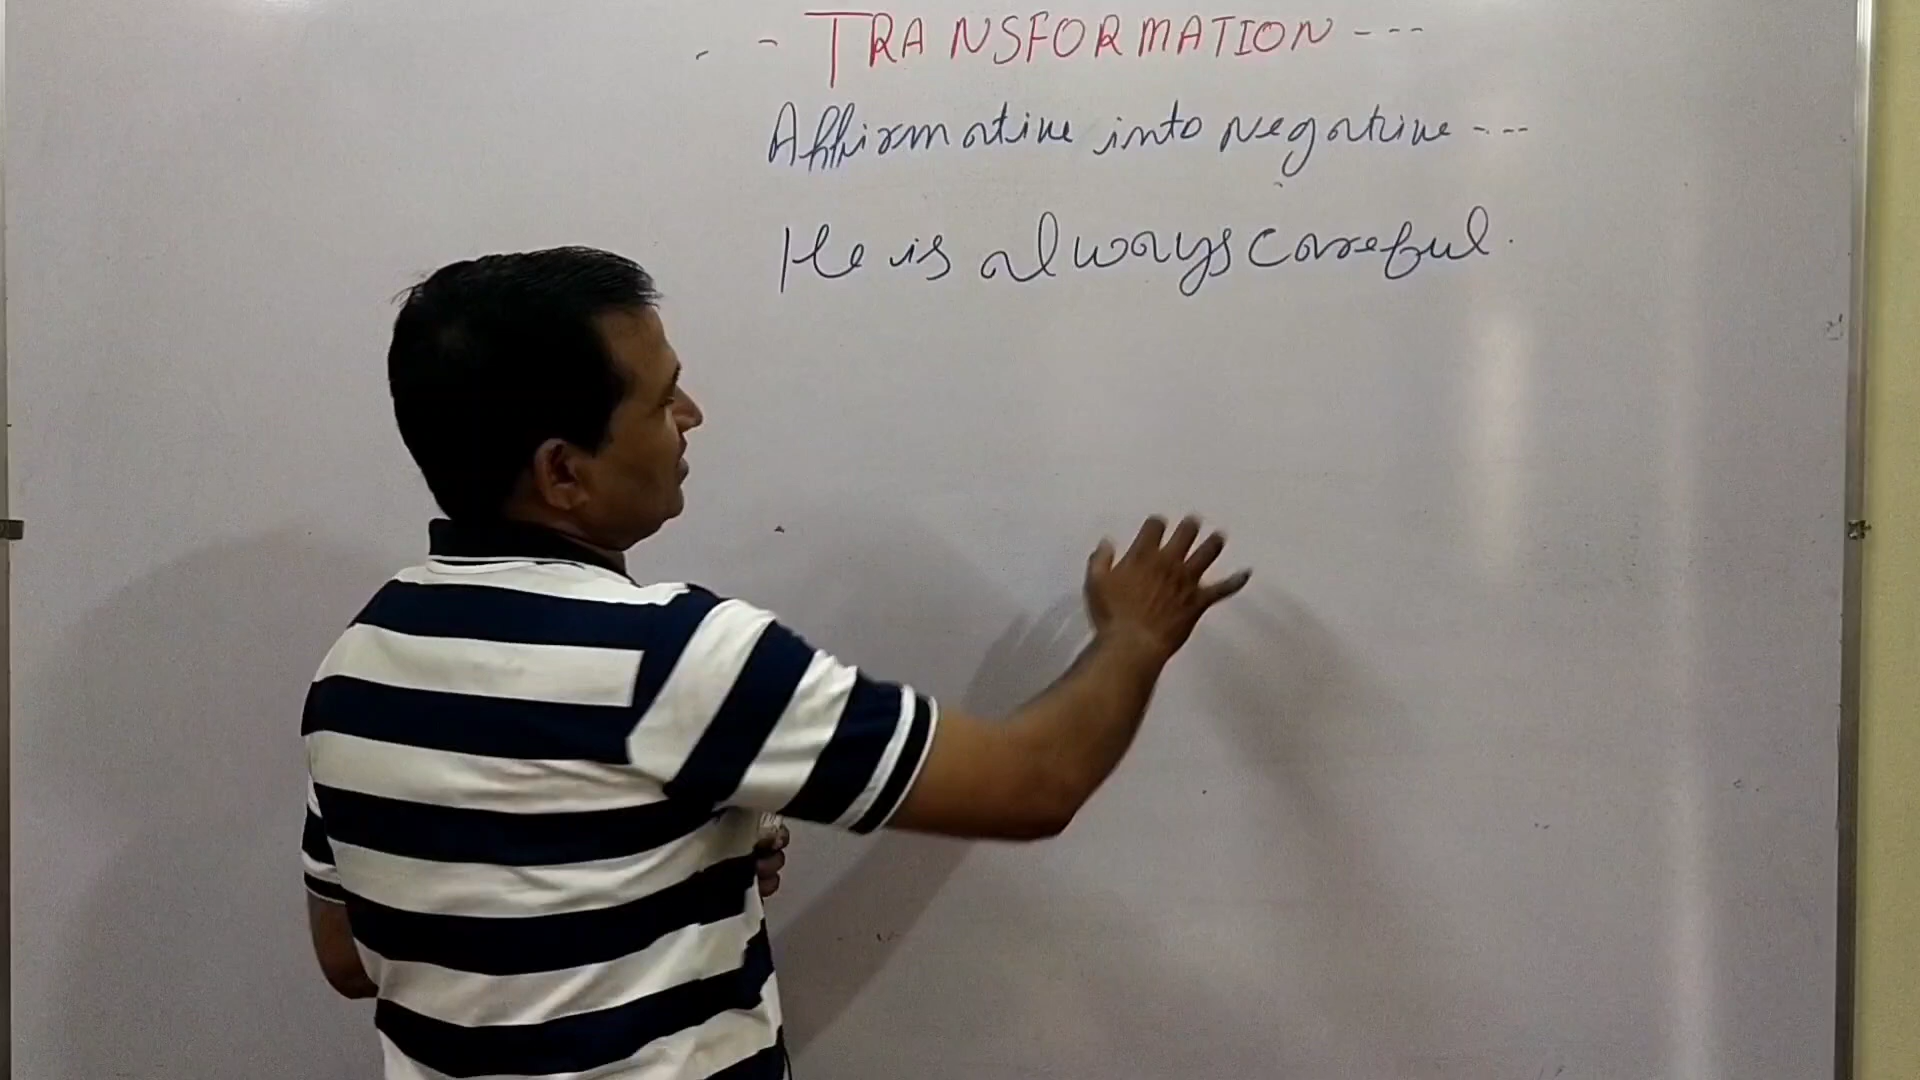 - - TRANSFORMATION ---
Affirmative into Negative ---
He is always careful.